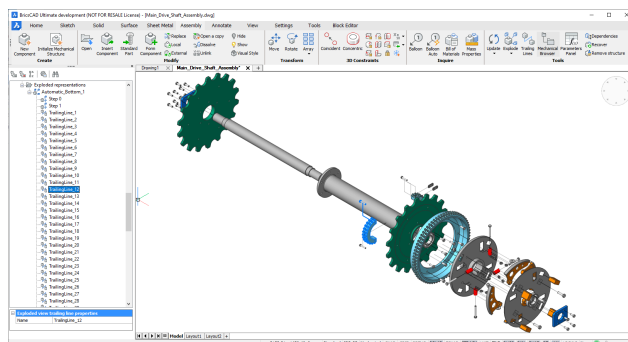 BricsCAD Ultimate development (NOT FOR RESALE License) - [Main_Drive_Shaft_Assembly.dwg]
Home Sketch Solid Surface Sheet Metal Assembly Annotate View Settings Tools Block Editor
New Component
Initialize Mechanical Structure
Open
Insert Component
Standard Part
Form Component
Replace
Local
External
Open a copy
Dissolve
Unlink
Hide
Show
Visual Style
Move
Rotate
Array
Coincident
Concentric
Balloon
Auto Balloon
Bill of Materials
Mass Properties
Update
Explode
Trailing Lines
Mechanical Browser
Parameters Panel
Dependencies
Recover
Remove structure
Create
Modify
Transform
3D Constraints
Inquire
Tools
Drawing1
Main_Drive_Shaft_Assembly*
Exploded representations
Automatic_Bottom_1
Step 0
Step 1
TrailingLine_1
TrailingLine_2
TrailingLine_3
TrailingLine_4
TrailingLine_5
TrailingLine_6
TrailingLine_7
TrailingLine_8
TrailingLine_9
TrailingLine_10
TrailingLine_11
TrailingLine_12
TrailingLine_13
TrailingLine_14
TrailingLine_15
TrailingLine_16
TrailingLine_17
TrailingLine_18
TrailingLine_19
TrailingLine_20
TrailingLine_21
TrailingLine_22
TrailingLine_23
TrailingLine_24
TrailingLine_25
TrailingLine_26
TrailingLine_27
TrailingLine_28
Exploded view trailing line properties
Name TrailingLine_12
Model Layout1 Layout2